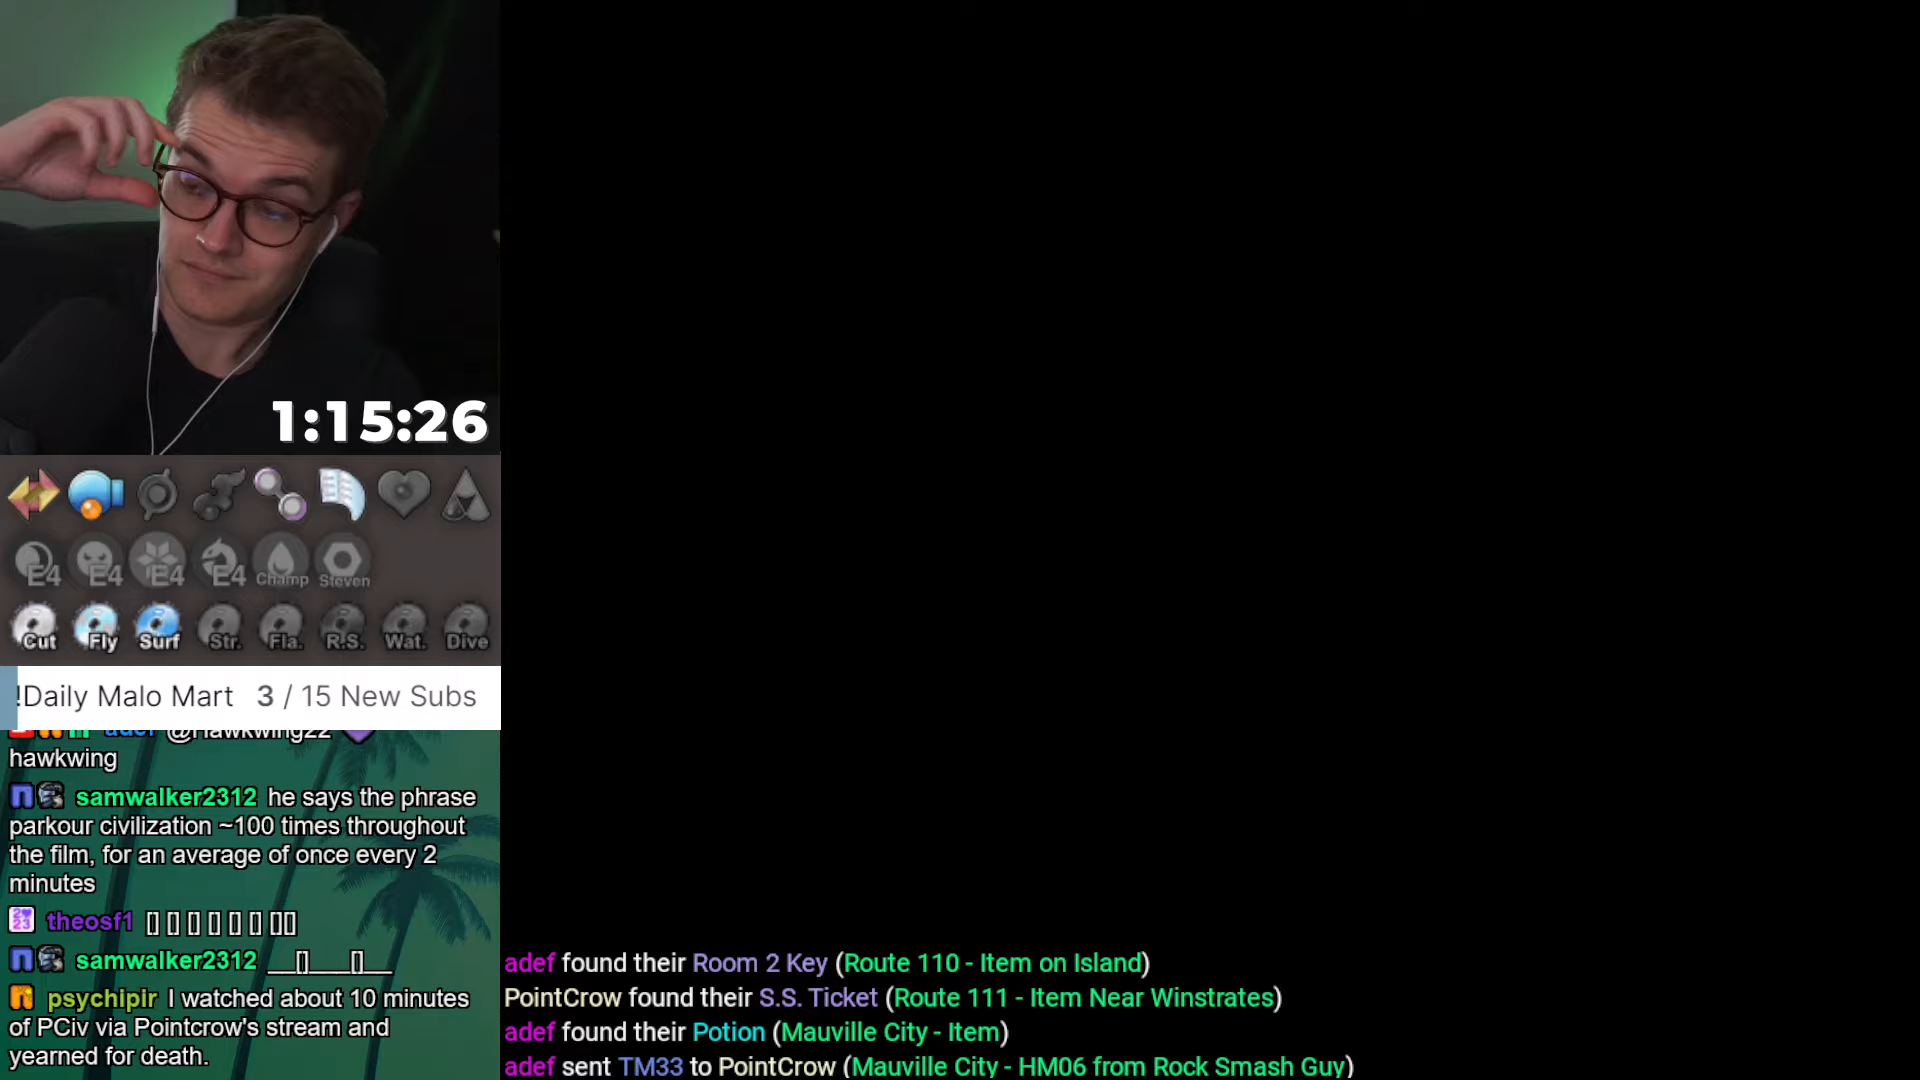 1:15:26
E4 E4 E4 E4 Champ Steven
Cut Fly Surf Str. Fla. R.S. Wat. Dive
!Daily Malo Mart 3 / 15 New Subs
adef @Hawkwing22
hawkwing
samwalker2312 he says the phrase
parkour civilization ~100 times throughout
the film, for an average of once every 2
minutes
theosf1 [] [] [] [] [] [] [][]
samwalker2312 __[]___[]__
psychipir I watched about 10 minutes
of PCiv via Pointcrow's stream and
yearned for death.
adef found their Room 2 Key (Route 110 - Item on Island)
PointCrow found their S.S. Ticket (Route 111 - Item Near Winstrates)
adef found their Potion (Mauville City - Item)
adef sent TM33 to PointCrow (Mauville City - HM06 from Rock Smash Guy)